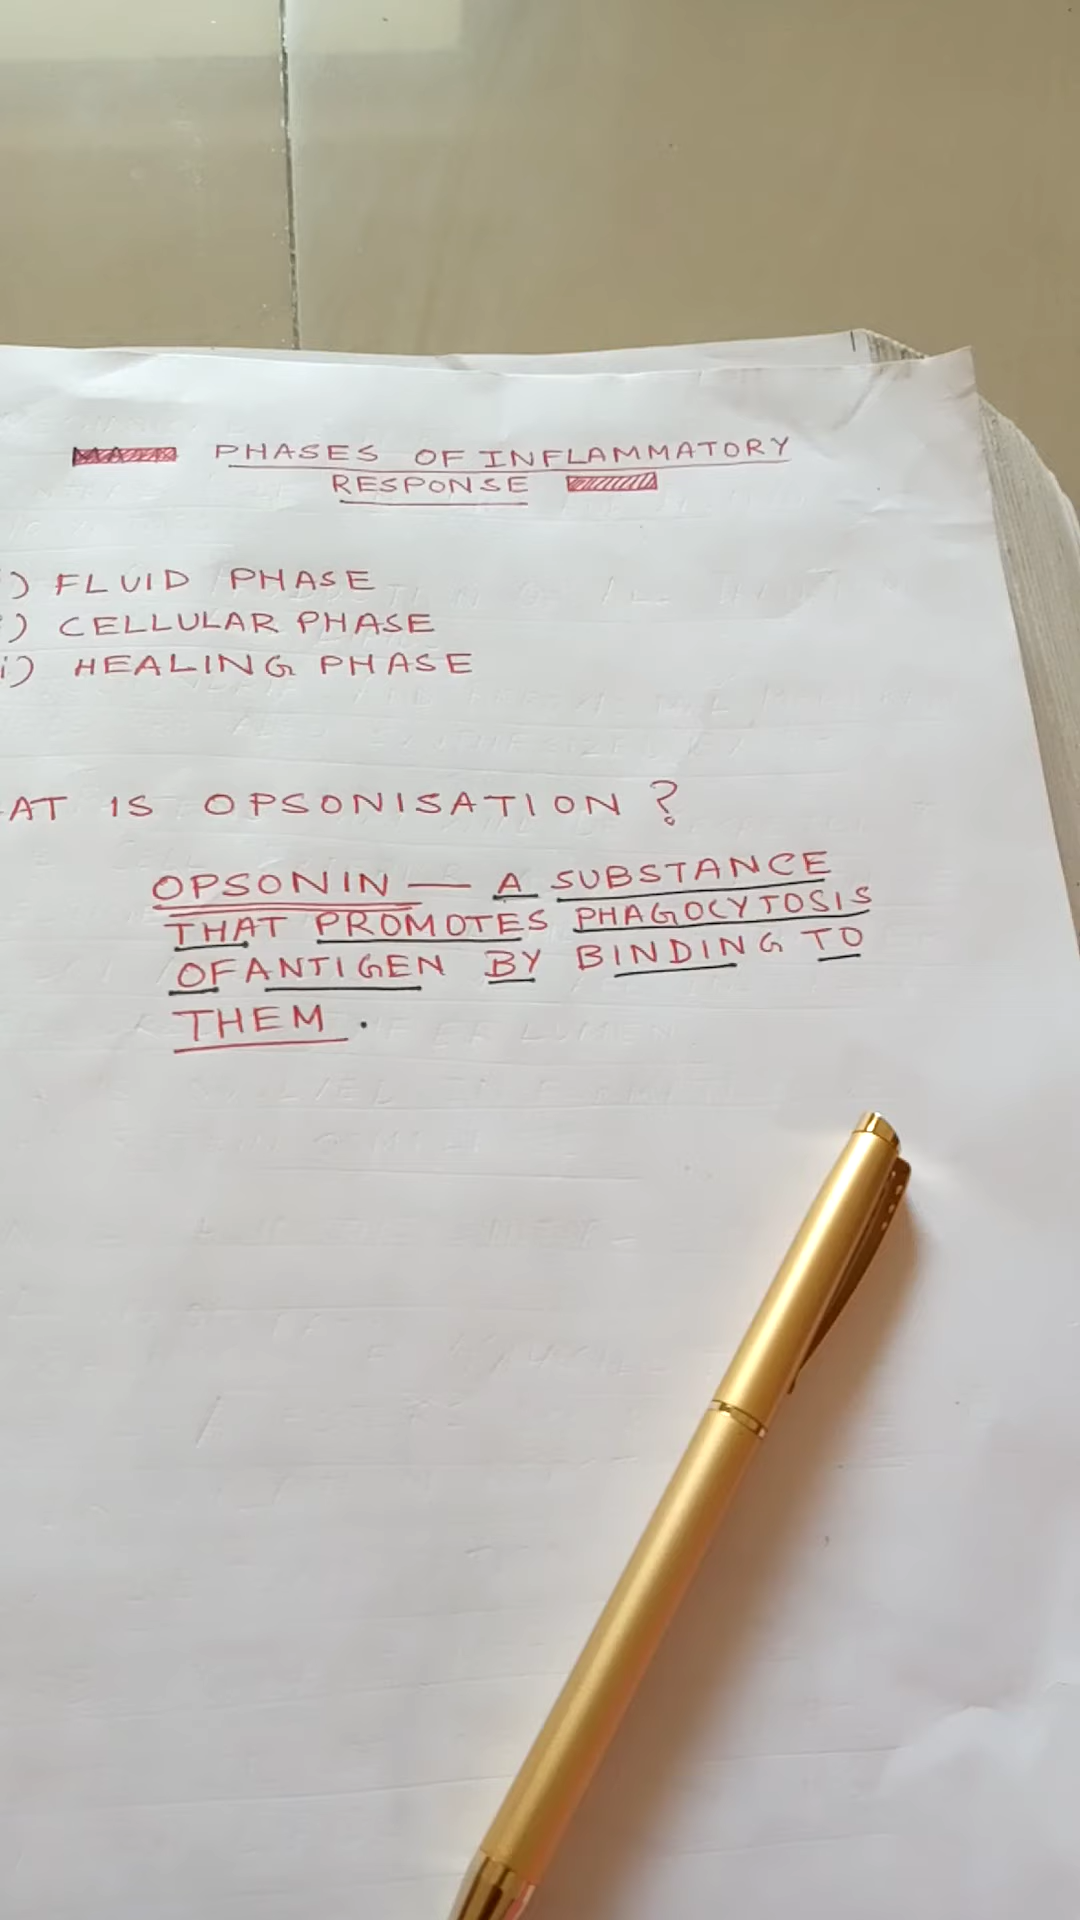 PHASES OF INFLAMMATORY
RESPONSE
) FLUID PHASE
) CELLULAR PHASE
i) HEALING PHASE
AT IS OPSONISATION ?
OPSONIN — A SUBSTANCE
THAT PROMOTES PHAGOCYTOSIS
OF ANTIGEN BY BINDING TO
THEM .